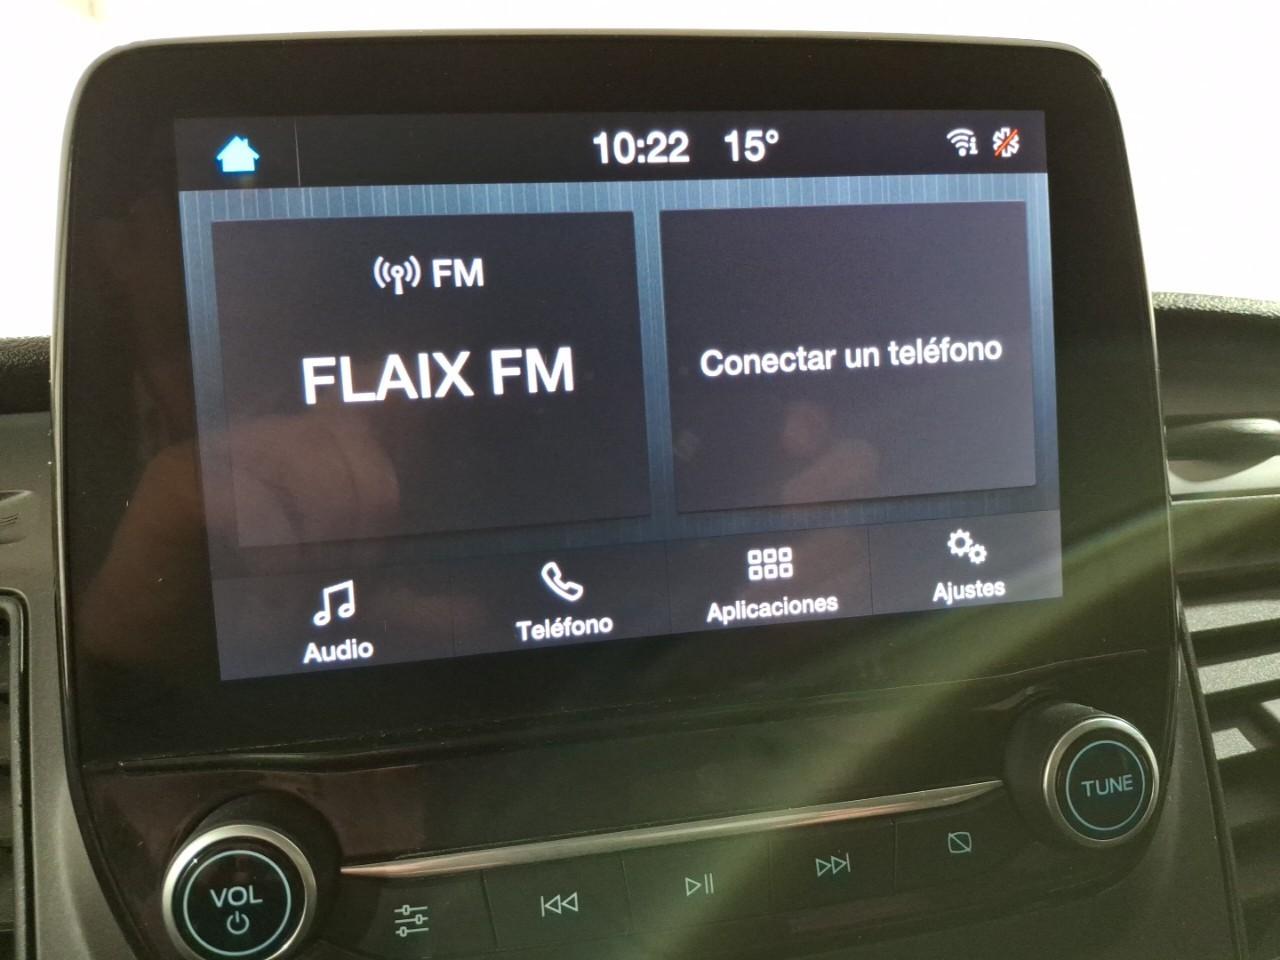 10:22 15°
FM
FLAIX FM
Conectar un teléfono
Audio
Teléfono
Aplicaciones
Ajustes
VOL
TUNE